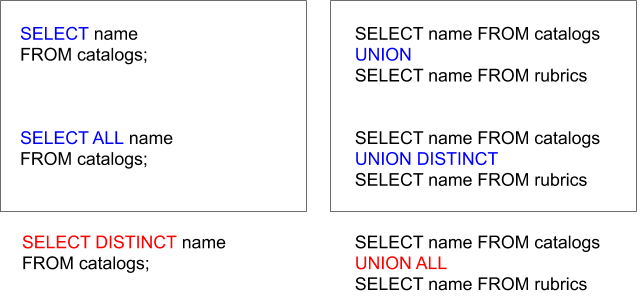 SELECT name
FROM catalogs;
SELECT ALL name
FROM catalogs;
SELECT DISTINCT name
FROM catalogs;
SELECT name FROM catalogs
UNION
SELECT name FROM rubrics
SELECT name FROM catalogs
UNION DISTINCT
SELECT name FROM rubrics
SELECT name FROM catalogs
UNION ALL
SELECT name FROM rubrics